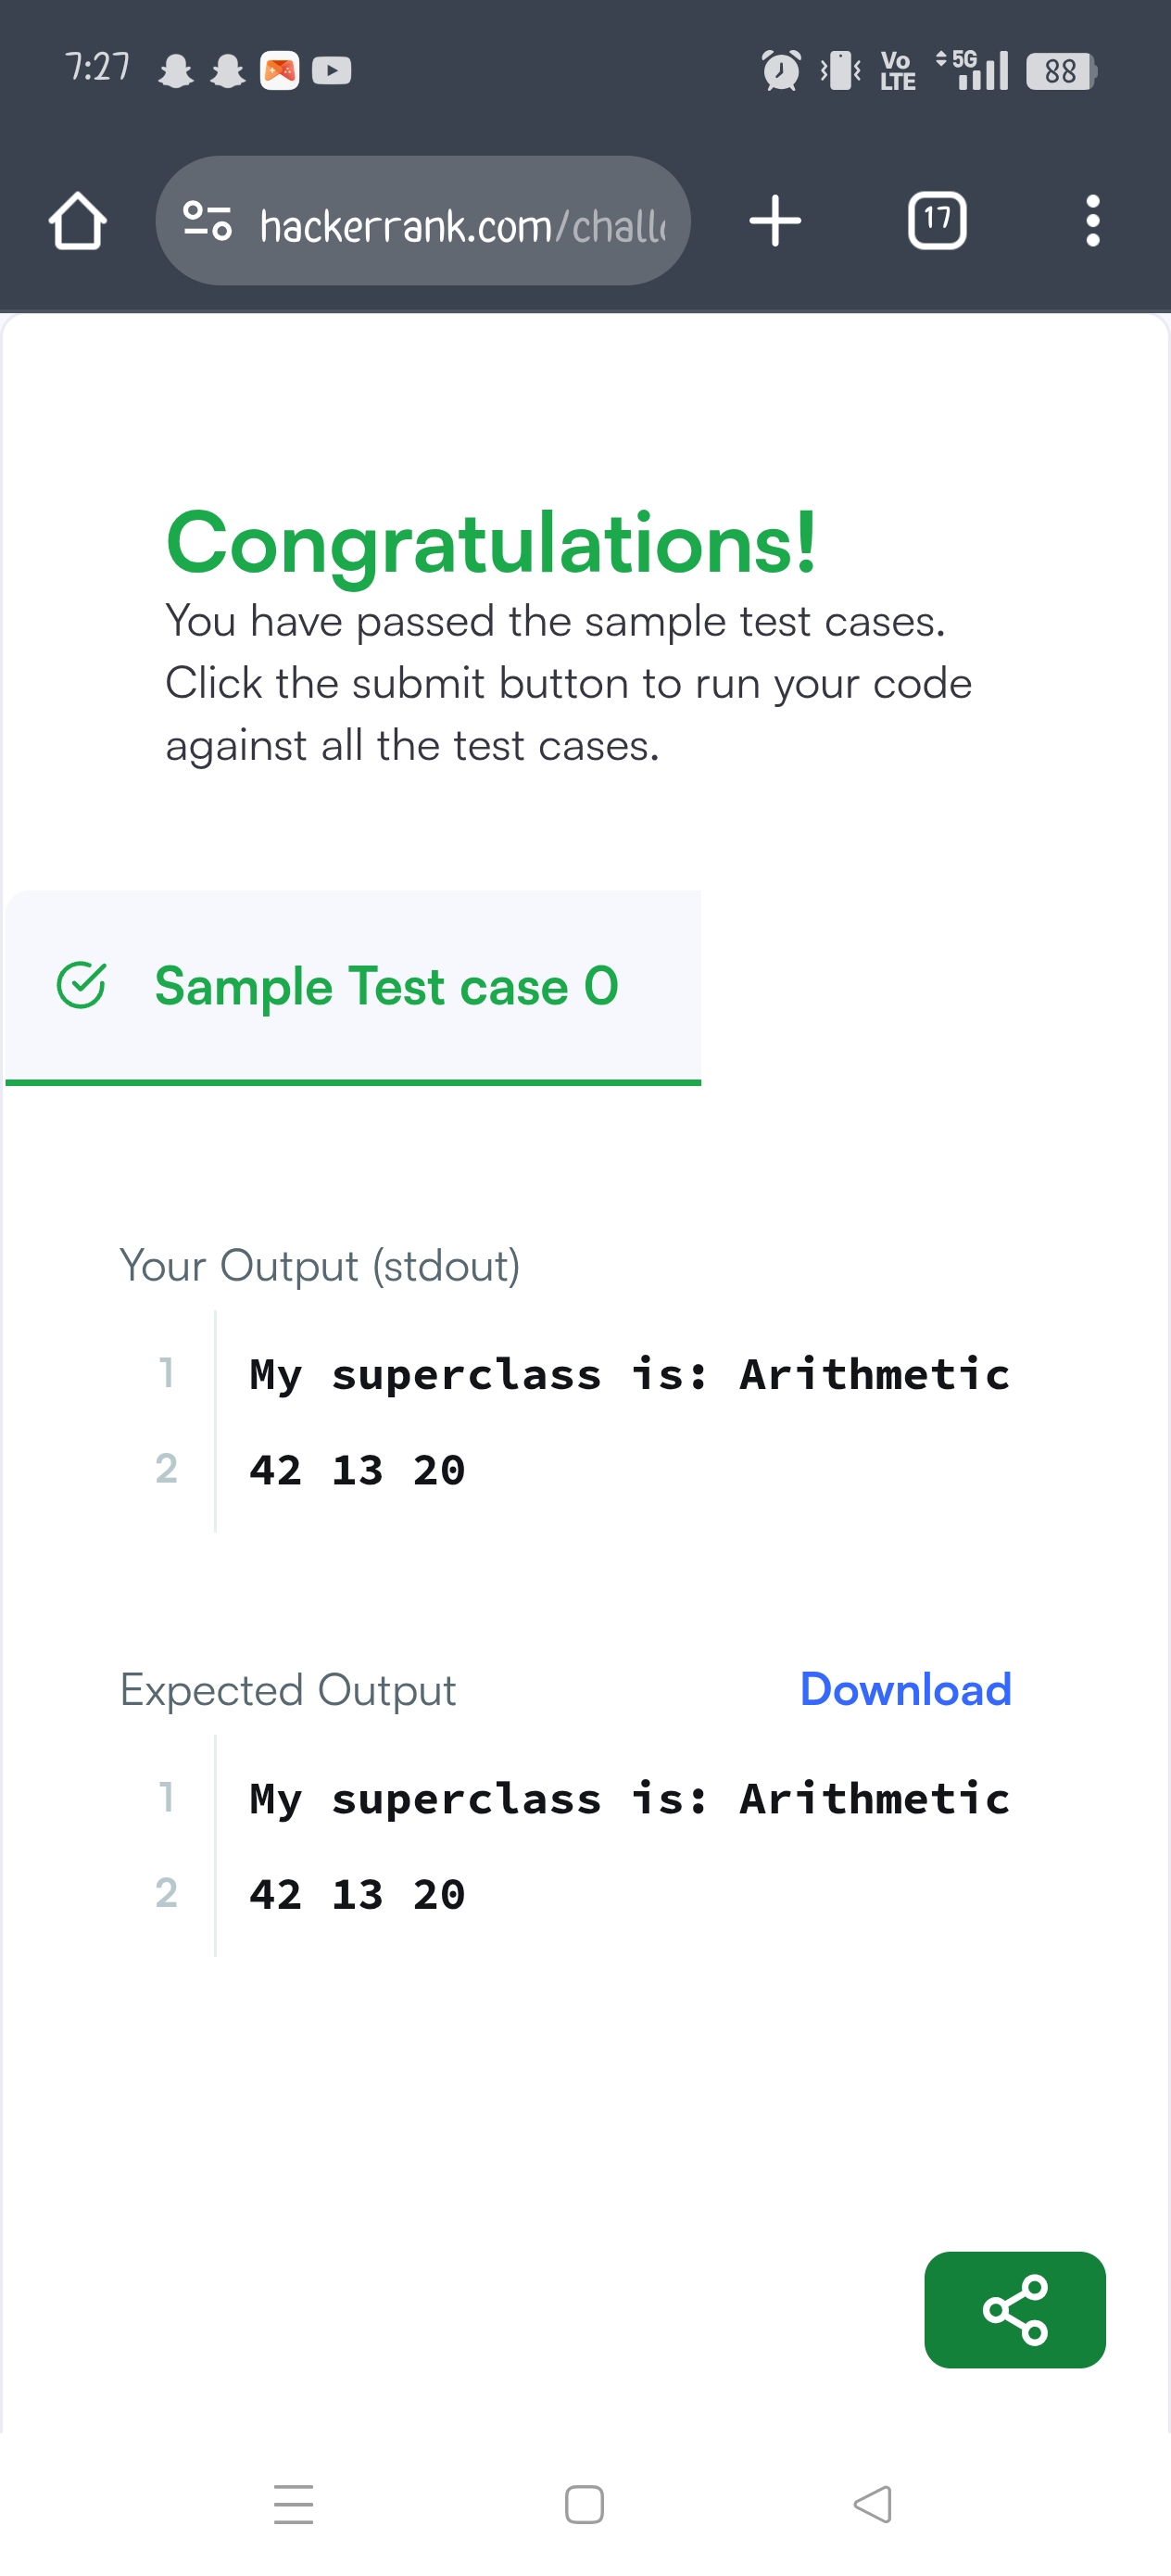 7:27
Vo
LTE
5G
88
hackerrank.com/chall
17
Congratulations!
You have passed the sample test cases.
Click the submit button to run your code
against all the test cases.
Sample Test case 0
Your Output (stdout)
1 My superclass is: Arithmetic
2 42 13 20
Expected Output Download
1 My superclass is: Arithmetic
2 42 13 20